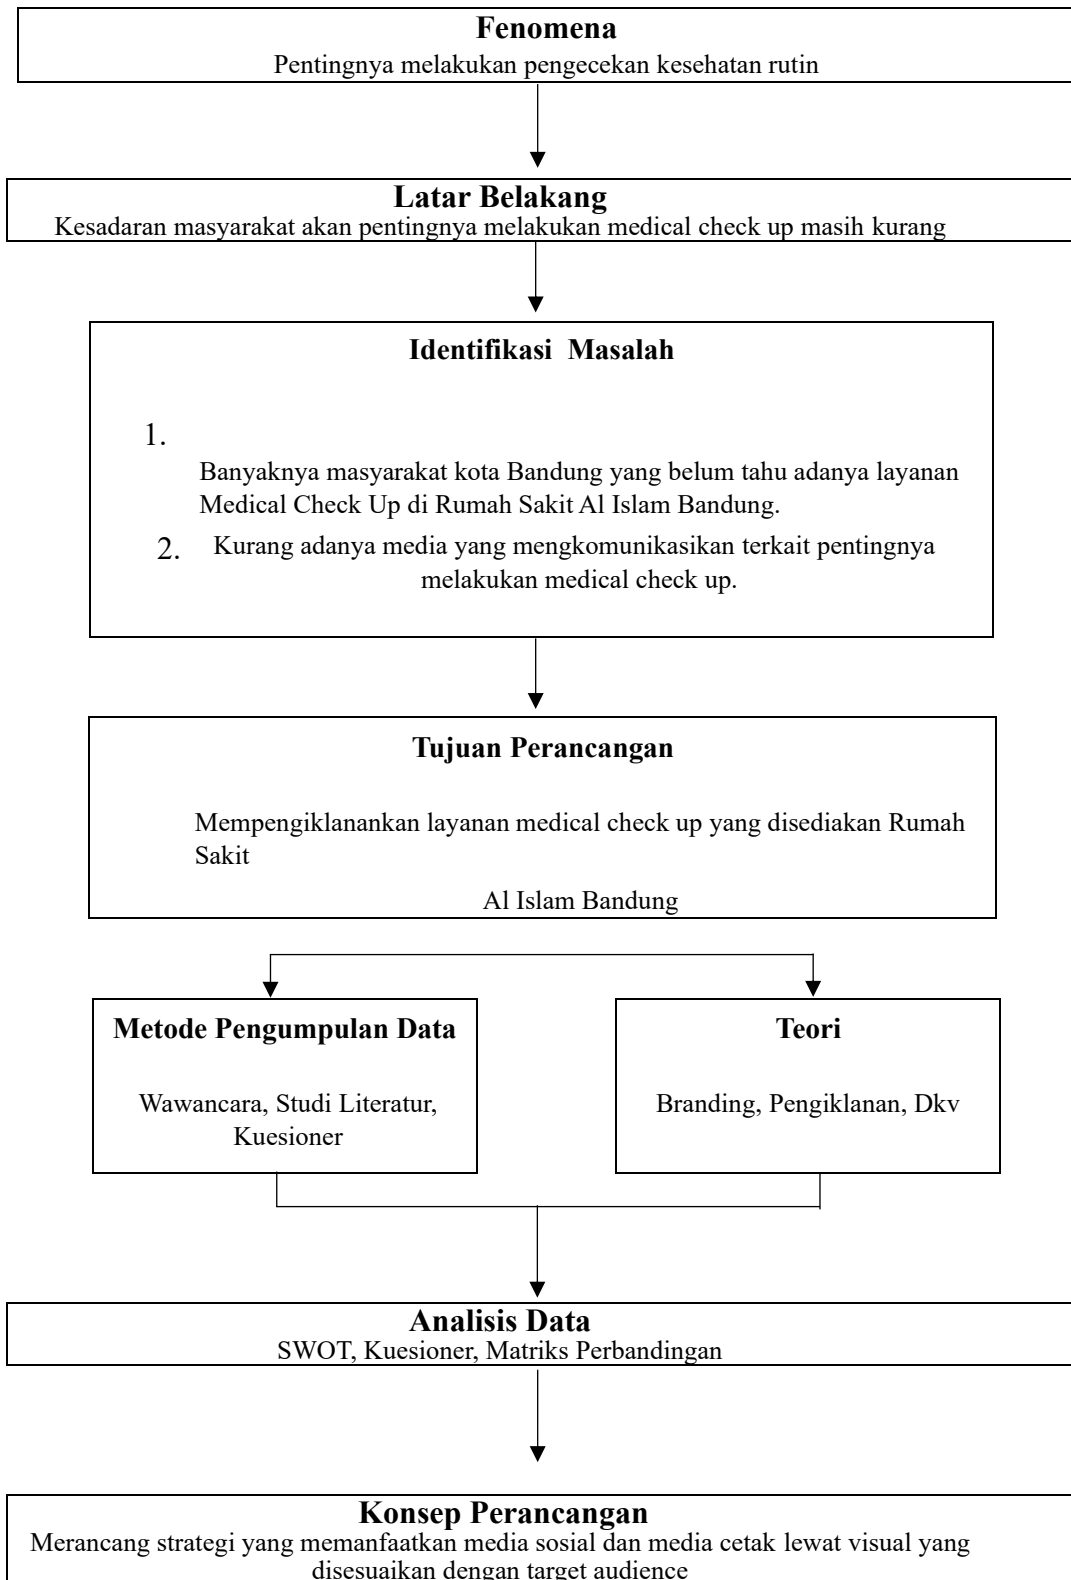 Fenomena
Pentingnya melakukan pengecekan kesehatan rutin
Latar Belakang
Kesadaran masyarakat akan pentingnya melakukan medical check up masih kurang
Identifikasi Masalah
1.
Banyaknya masyarakat kota Bandung yang belum tahu adanya layanan
Medical Check Up di Rumah Sakit Al Islam Bandung.
2. Kurang adanya media yang mengkomunikasikan terkait pentingnya
melakukan medical check up.
Tujuan Perancangan
Mempengiklanankan layanan medical check up yang disediakan Rumah
Sakit
Al Islam Bandung
Metode Pengumpulan Data
Wawancara, Studi Literatur,
Kuesioner
Teori
Branding, Pengiklanan, Dkv
Analisis Data
SWOT, Kuesioner, Matriks Perbandingan
Konsep Perancangan
Merancang strategi yang memanfaatkan media sosial dan media cetak lewat visual yang
disesuaikan dengan target audience